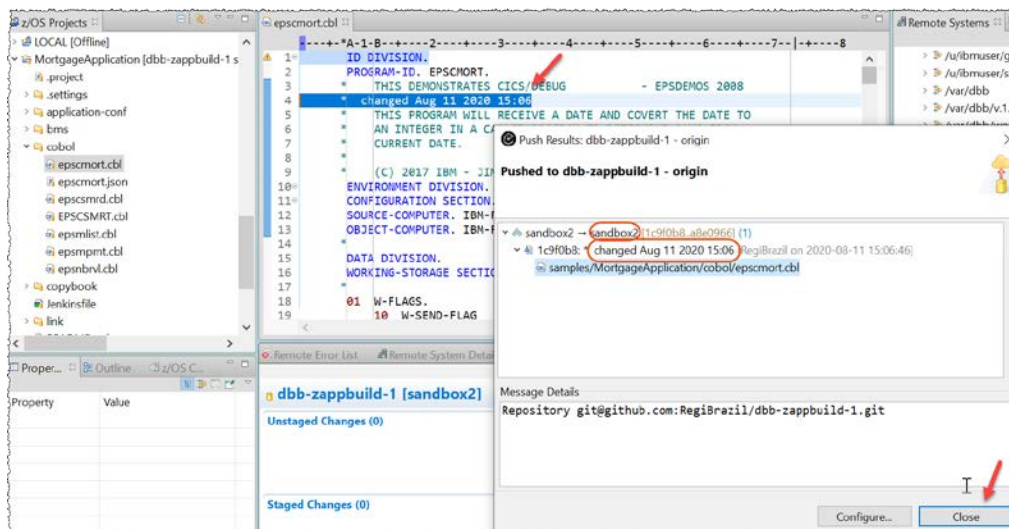 z/OS Projects
LOCAL [Offline]
MortgageApplication [dbb-zappbuild-1 s
.project
.settings
application-conf
bms
cobol
epscmort.cbl
epscmort.json
epscsmrd.cbl
EPSCSMRT.cbl
epsmlist.cbl
epsmpmt.cbl
epsnbrvl.cbl
copybook
Jenkinsfile
link
Proper...
Outline
z/OS C...
Property Value
epscmort.cbl
----+-*A-1-B--+----2----+----3----+----4----+----5----+----6----+----7--|-+----8
1 ID DIVISION.
2 PROGRAM-ID. EPSCMORT.
3 * THIS DEMONSTRATES CICS/DEBUG - EPSDEMOS 2008
4 * changed Aug 11 2020 15:06
5 * THIS PROGRAM WILL RECEIVE A DATE AND COVERT THE DATE TO
6 * AN INTEGER IN A CA
7 * CURRENT DATE.
8 *
9 * (C) 2017 IBM - JIM
10 ENVIRONMENT DIVISION.
11 CONFIGURATION SECTION.
12 SOURCE-COMPUTER. IBM-
13 OBJECT-COMPUTER. IBM-
14 *
15 DATA DIVISION.
16 WORKING-STORAGE SECTIO
17 *
18 01 W-FLAGS.
19 10 W-SEND-FLAG
Remote Error List
Remote System Detai
dbb-zappbuild-1 [sandbox2]
Unstaged Changes (0)
Staged Changes (0)
Remote Systems
/u/ibmuser/g
/u/ibmuser/s
/var/dbb
/var/dbb/v.1.
Push Results: dbb-zappbuild-1 - origin
Pushed to dbb-zappbuild-1 - origin
sandbox2 → sandbox2 [1c9f0b8..a8e0966] (1)
1c9f0b8: * changed Aug 11 2020 15:06 RegiBrazil on 2020-08-11 15:06:46]
samples/MortgageApplication/cobol/epscmort.cbl
Message Details
Repository git@github.com:RegiBrazil/dbb-zappbuild-1.git
Configure...
Close